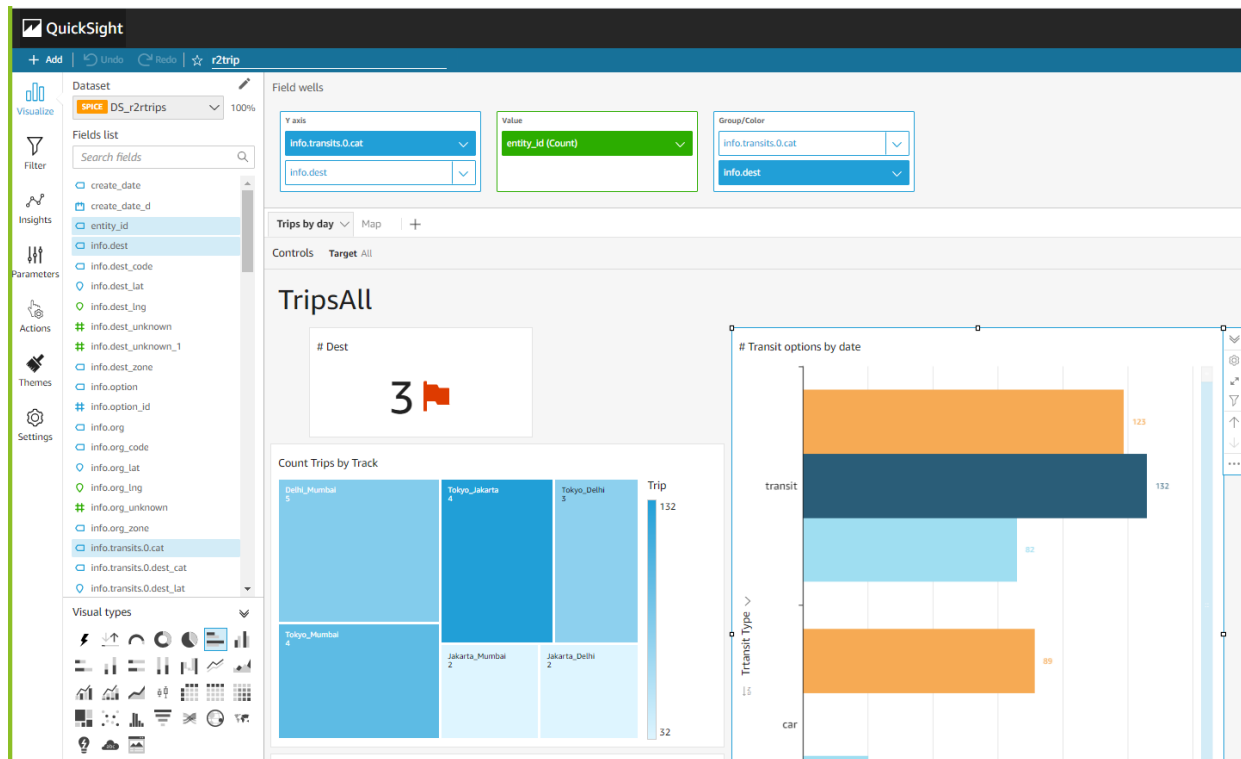 QuickSight
+ Add
Undo
Redo
r2trip
Visualize
Filter
Insights
Parameters
Actions
Themes
Settings
Dataset
SPICE DS_r2rtrips
100%
Fields list
Search fields
create_date
create_date_d
entity_id
info.dest
info.dest_code
info.dest_lat
info.dest_lng
info.dest_unknown
info.dest_unknown_1
info.dest_zone
info.option
info.option_id
info.org
info.org_code
info.org_lat
info.org_lng
info.org_unknown
info.org_zone
info.transits.0.cat
info.transits.0.dest_cat
info.transits.0.dest_lat
Visual types
Field wells
Y axis
info.transits.0.cat
info.dest
Value
entity_id (Count)
Group/Color
info.transits.0.cat
info.dest
Trips by day
Map
+
Controls Target All
TripsAll
# Dest
3
Count Trips by Track
Delhi_Mumbai
5
Tokyo_Jakarta
4
Tokyo_Delhi
3
Tokyo_Mumbai
4
Jakarta_Mumbai
2
Jakarta_Delhi
2
Trip
132
32
# Transit options by date
Trtansit Type
transit
123
132
82
car
89